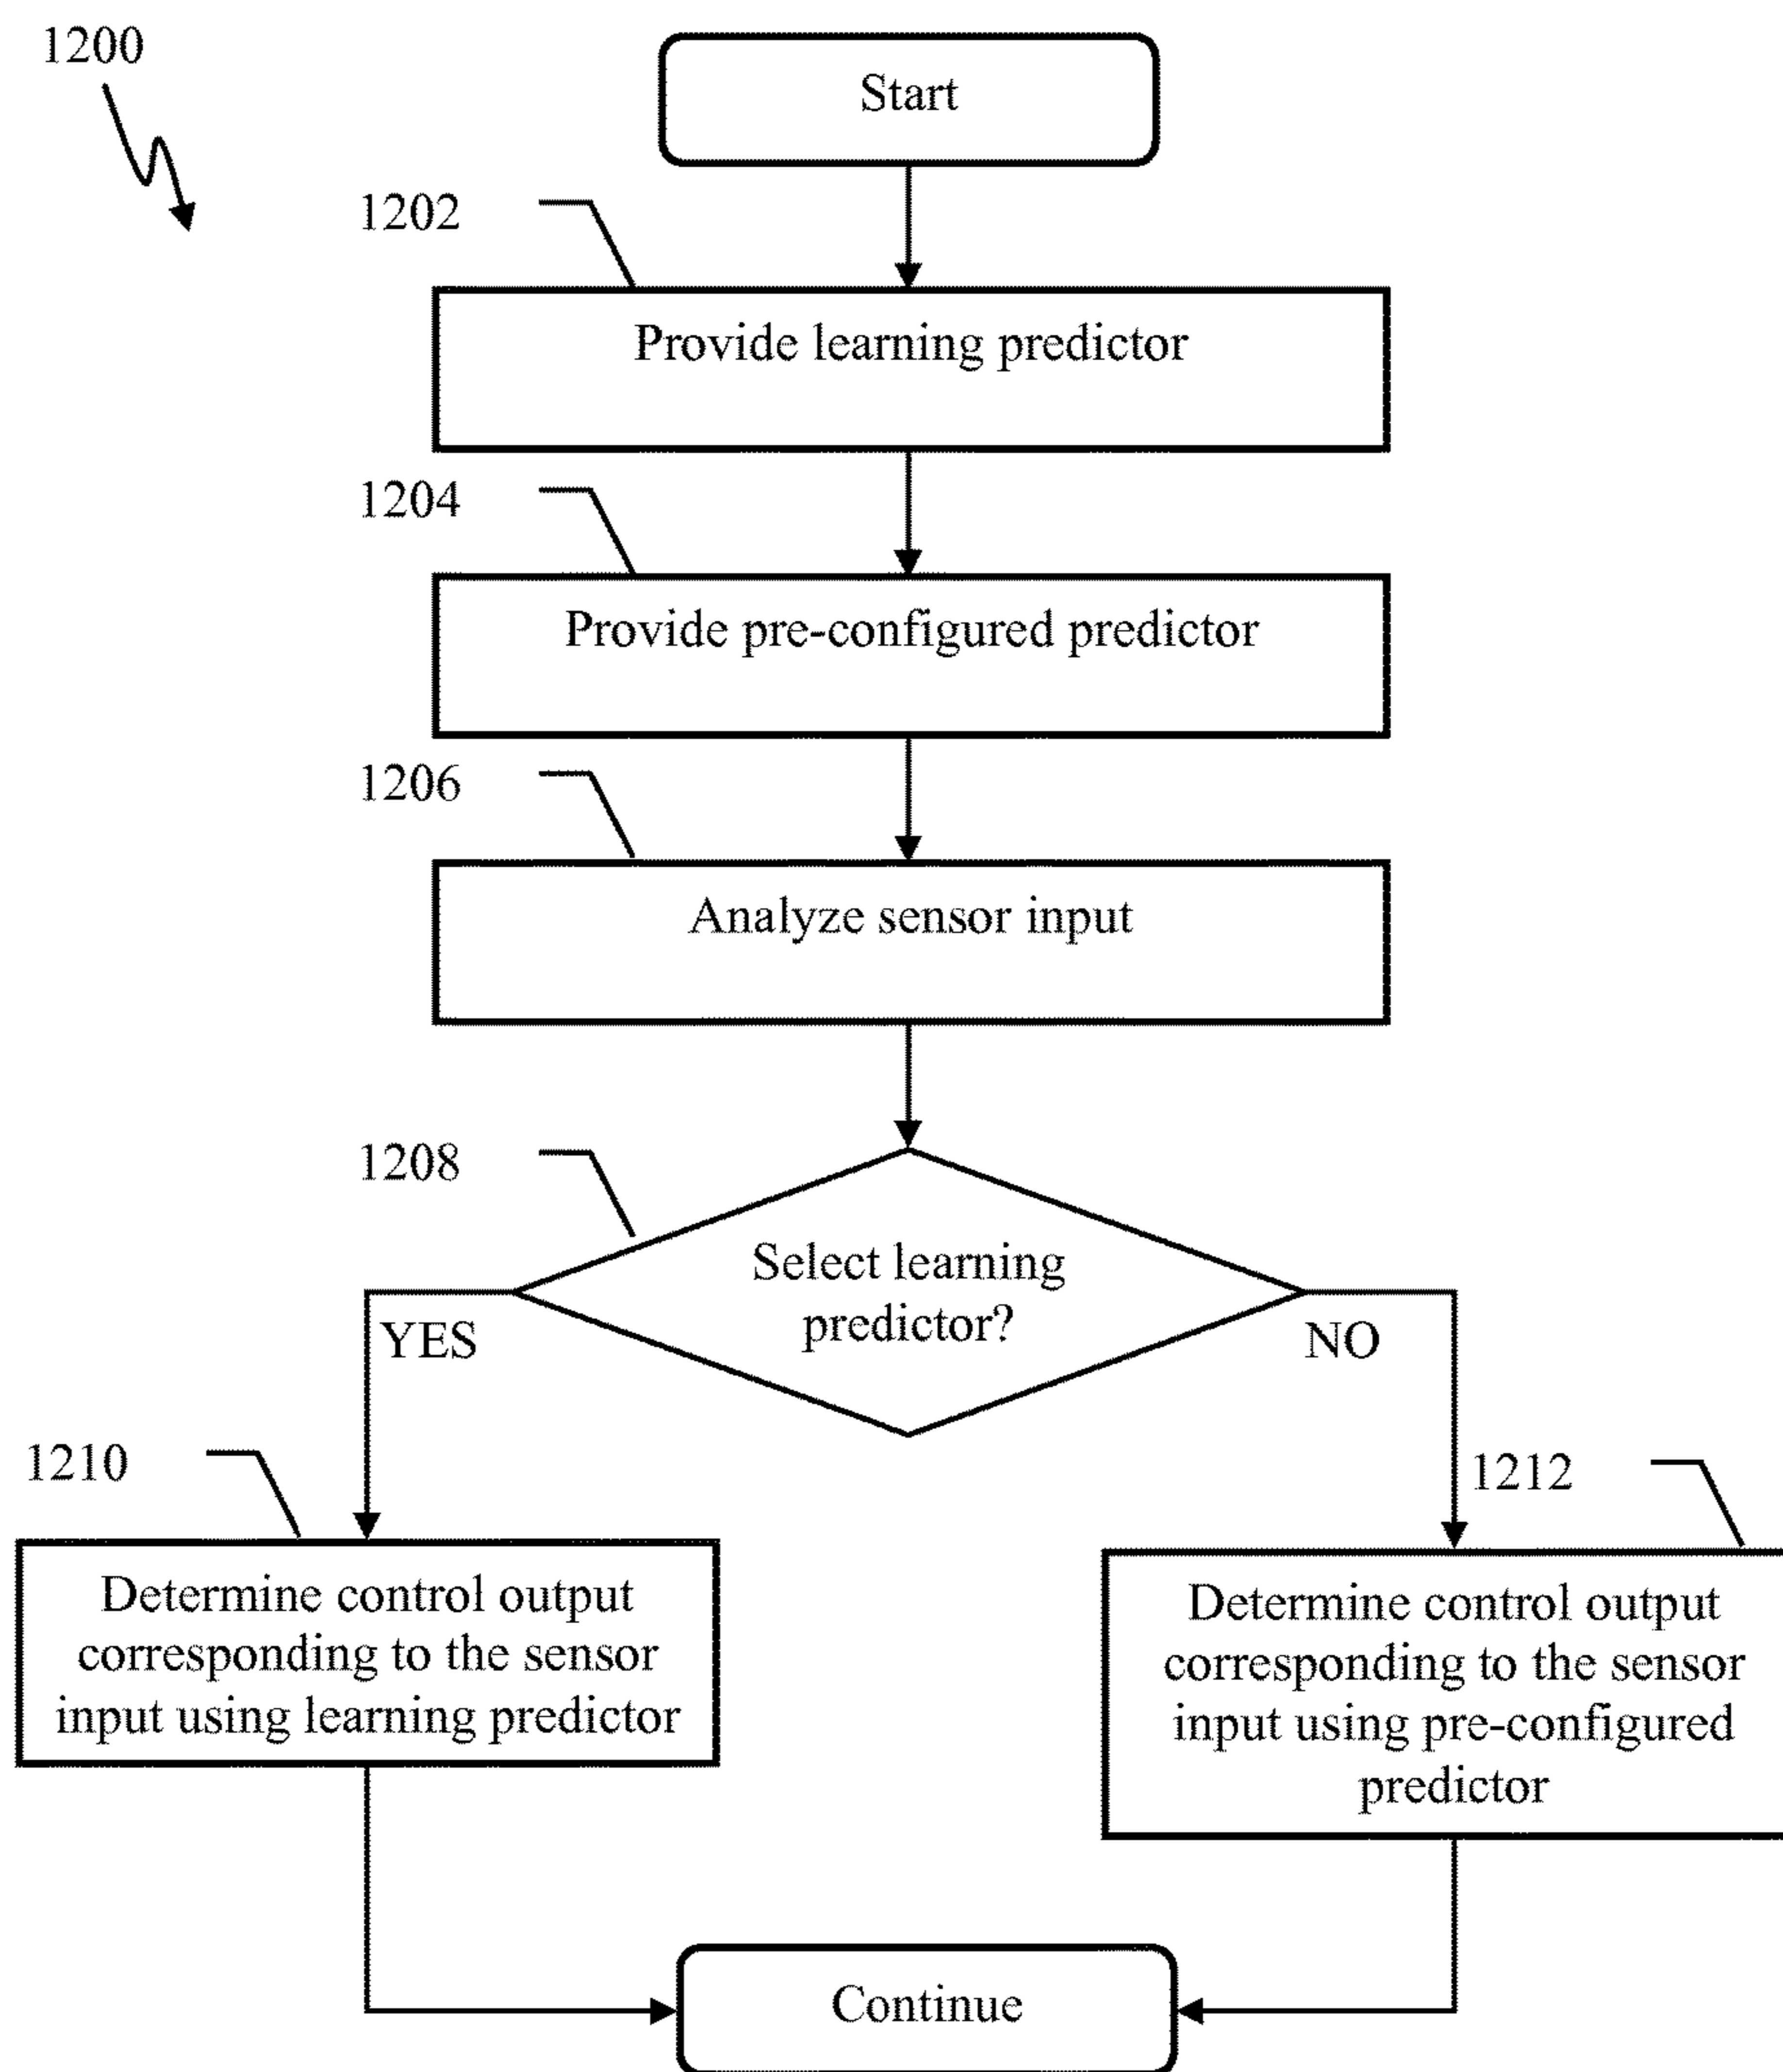 1200
Start
1202
Provide learning predictor
1204
Provide pre-configured predictor
1206
Analyze sensor input
1208
Select learning
predictor?
YES
NO
1210
1212
Determine control output
corresponding to the sensor
input using learning predictor
Determine control output
corresponding to the sensor
input using pre-configured
predictor
Continue